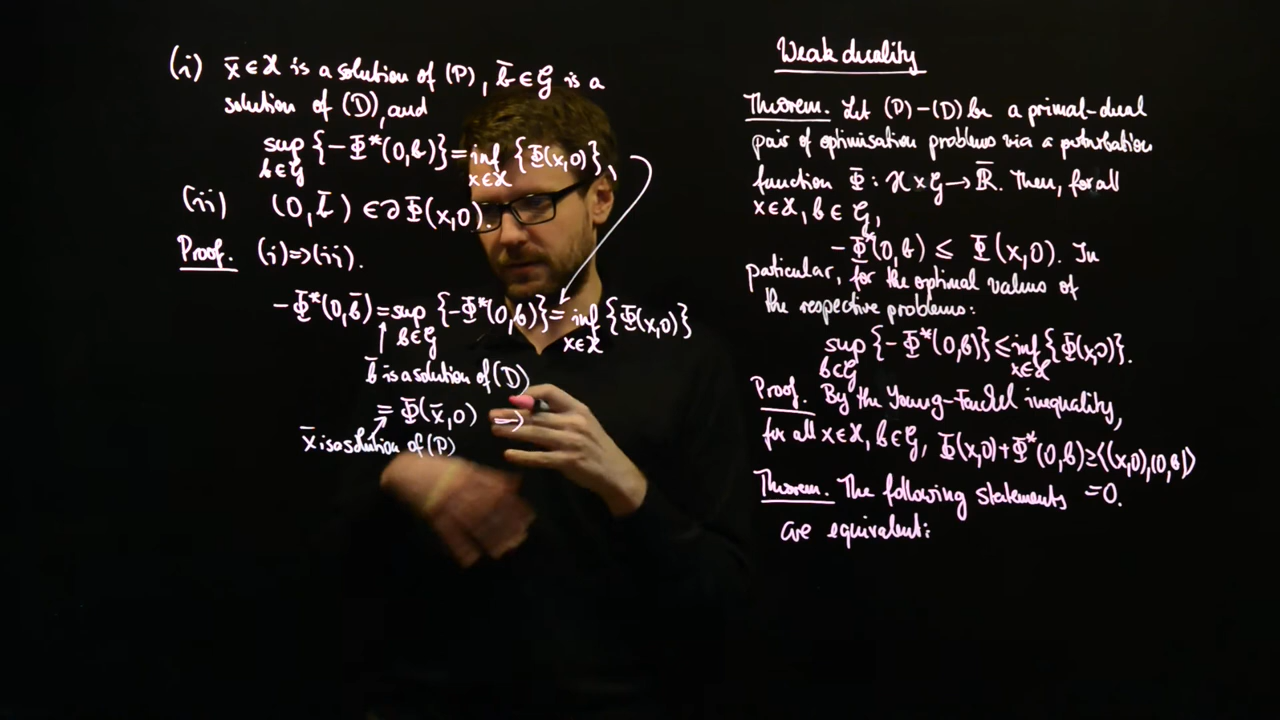 (i) x̄ ∈ X is a solution of (P), b̄ ∈ G is a
solution of (D), and
sup {-Φ*(0,b)} = inf {Φ(x,0)},
b∈G x∈X
(ii) (0, b̄) ∈ ∂Φ(x,0).
Proof. (i)=>(ii).
-Φ*(0,b̄) = sup {-Φ*(0,b)} = inf {Φ(x,0)}
b∈G x∈X
b̄ is a solution of (D)
= Φ(x̄,0) =>
x̄ is a solution of (P)
Weak duality
Theorem. Let (P)-(D) be a primal-dual
pair of optimisation problems via a perturbation
function Φ: X × G → R̄. Then, for all
x∈X, b∈G,
-Φ*(0,b) ≤ Φ(x,0). In
particular, for the optimal values of
the respective problems:
sup {-Φ*(0,b)} ≤ inf {Φ(x,0)}.
b∈G x∈X
Proof. By the Young-Fenchel inequality,
for all x∈X, b∈G, Φ(x,0)+Φ*(0,b) ≥ ⟨(x,0),(0,b)⟩
=0.
Theorem. The following statements
are equivalent: